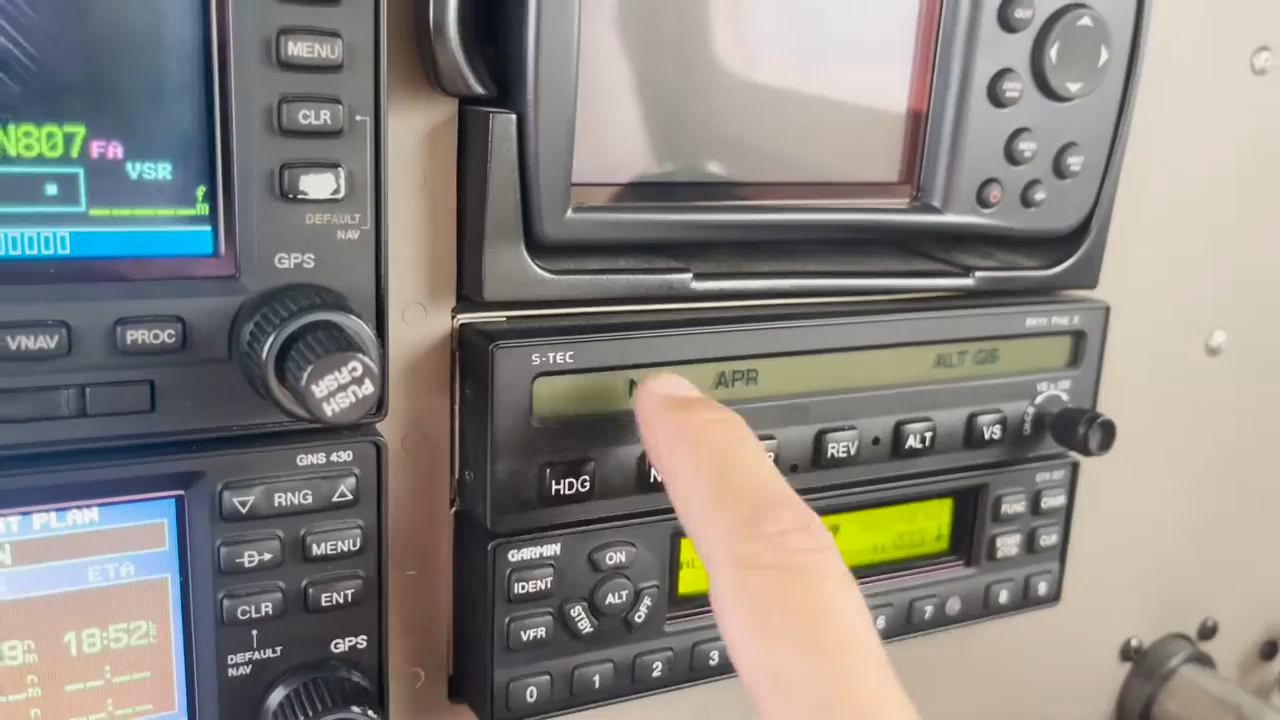 MENU
CLR
N807 FA
VSR
DEFAULT
NAV
GPS
VNAV
PROC
PUSH
CRSR
S-TEC
APR
ALT GS
HDG
REV
ALT
VS
GNS 430
RNG
MENU
CLR
ENT
DEFAULT
NAV
GPS
PLAN
ETA
18:52
GARMIN
IDENT
ON
ALT
STBY
OFF
VFR
FUNC
CLR
START
STOP
0
1
2
3
6
7
8
9